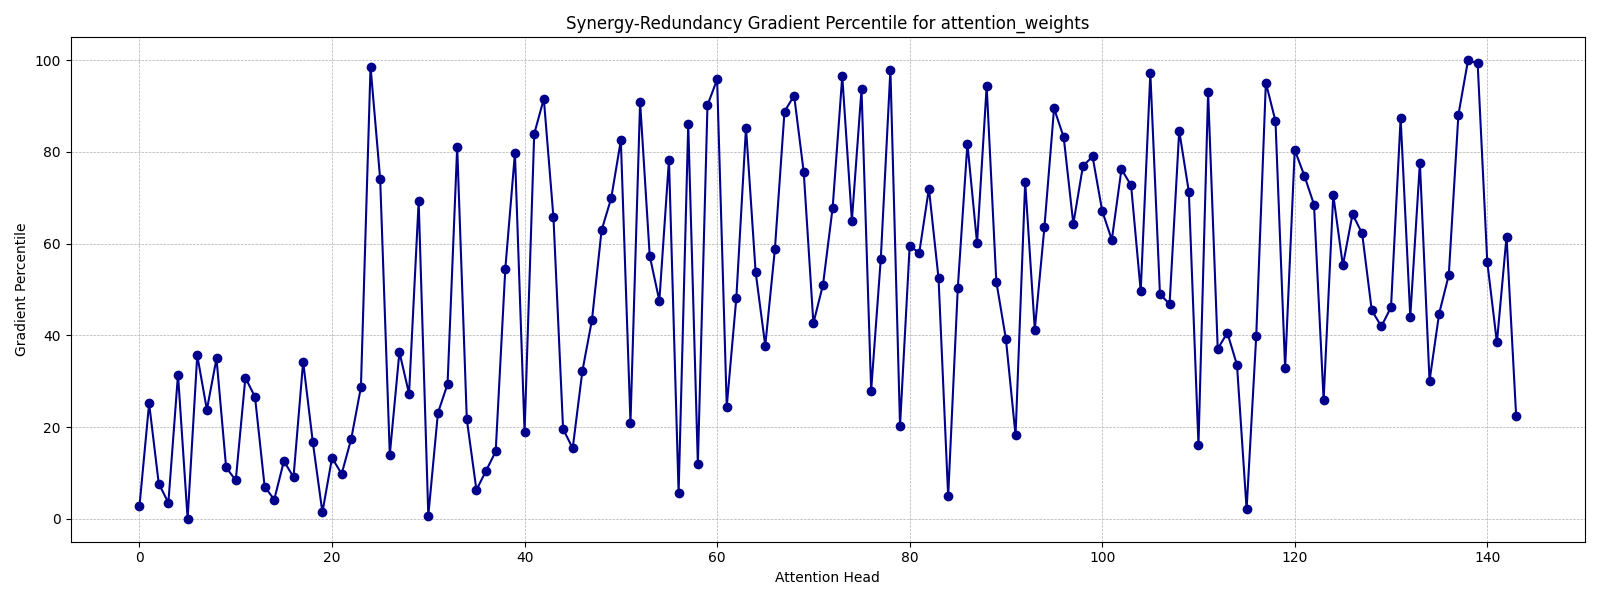 Synergy-Redundancy Gradient Percentile for attention_weights
100
80
60
40
20
0
Gradient Percentile
0 20 40 60 80 100 120 140
Attention Head